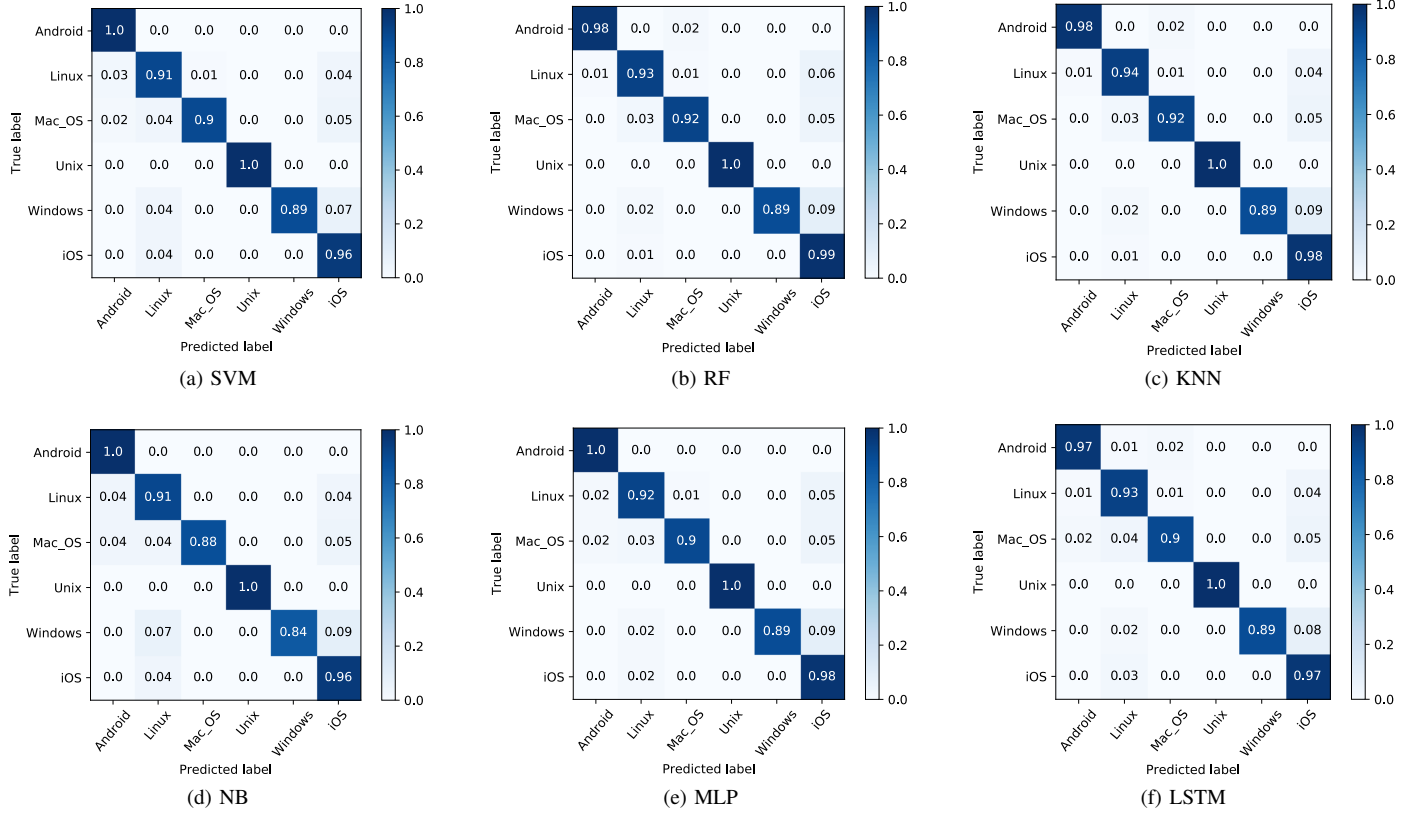 Android 1.0 0.0 0.0 0.0 0.0 0.0
Linux 0.03 0.91 0.01 0.0 0.0 0.04
Mac_OS 0.02 0.04 0.9 0.0 0.0 0.05
Unix 0.0 0.0 0.0 1.0 0.0 0.0
Windows 0.0 0.04 0.0 0.0 0.89 0.07
iOS 0.0 0.04 0.0 0.0 0.0 0.96
True label
Android Linux Mac_OS Unix Windows iOS
Predicted label
1.0
0.8
0.6
0.4
0.2
0.0
(a) SVM
Android 0.98 0.0 0.02 0.0 0.0 0.0
Linux 0.01 0.93 0.01 0.0 0.0 0.06
Mac_OS 0.0 0.03 0.92 0.0 0.0 0.05
Unix 0.0 0.0 0.0 1.0 0.0 0.0
Windows 0.0 0.02 0.0 0.0 0.89 0.09
iOS 0.0 0.01 0.0 0.0 0.0 0.99
True label
Android Linux Mac_OS Unix Windows iOS
Predicted label
1.0
0.8
0.6
0.4
0.2
0.0
(b) RF
Android 0.98 0.0 0.02 0.0 0.0 0.0
Linux 0.01 0.94 0.01 0.0 0.0 0.04
Mac_OS 0.0 0.03 0.92 0.0 0.0 0.05
Unix 0.0 0.0 0.0 1.0 0.0 0.0
Windows 0.0 0.02 0.0 0.0 0.89 0.09
iOS 0.0 0.01 0.0 0.0 0.0 0.98
True label
Android Linux Mac_OS Unix Windows iOS
Predicted label
1.0
0.8
0.6
0.4
0.2
0.0
(c) KNN
Android 1.0 0.0 0.0 0.0 0.0 0.0
Linux 0.04 0.91 0.0 0.0 0.0 0.04
Mac_OS 0.04 0.04 0.88 0.0 0.0 0.05
Unix 0.0 0.0 0.0 1.0 0.0 0.0
Windows 0.0 0.07 0.0 0.0 0.84 0.09
iOS 0.0 0.04 0.0 0.0 0.0 0.96
True label
Android Linux Mac_OS Unix Windows iOS
Predicted label
1.0
0.8
0.6
0.4
0.2
0.0
(d) NB
Android 1.0 0.0 0.0 0.0 0.0 0.0
Linux 0.02 0.92 0.01 0.0 0.0 0.05
Mac_OS 0.02 0.03 0.9 0.0 0.0 0.05
Unix 0.0 0.0 0.0 1.0 0.0 0.0
Windows 0.0 0.02 0.0 0.0 0.89 0.09
iOS 0.0 0.02 0.0 0.0 0.0 0.98
True label
Android Linux Mac_OS Unix Windows iOS
Predicted label
1.0
0.8
0.6
0.4
0.2
0.0
(e) MLP
Android 0.97 0.01 0.02 0.0 0.0 0.0
Linux 0.01 0.93 0.01 0.0 0.0 0.04
Mac_OS 0.02 0.04 0.9 0.0 0.0 0.05
Unix 0.0 0.0 0.0 1.0 0.0 0.0
Windows 0.0 0.02 0.0 0.0 0.89 0.08
iOS 0.0 0.03 0.0 0.0 0.0 0.97
True label
Android Linux Mac_OS Unix Windows iOS
Predicted label
1.0
0.8
0.6
0.4
0.2
0.0
(f) LSTM